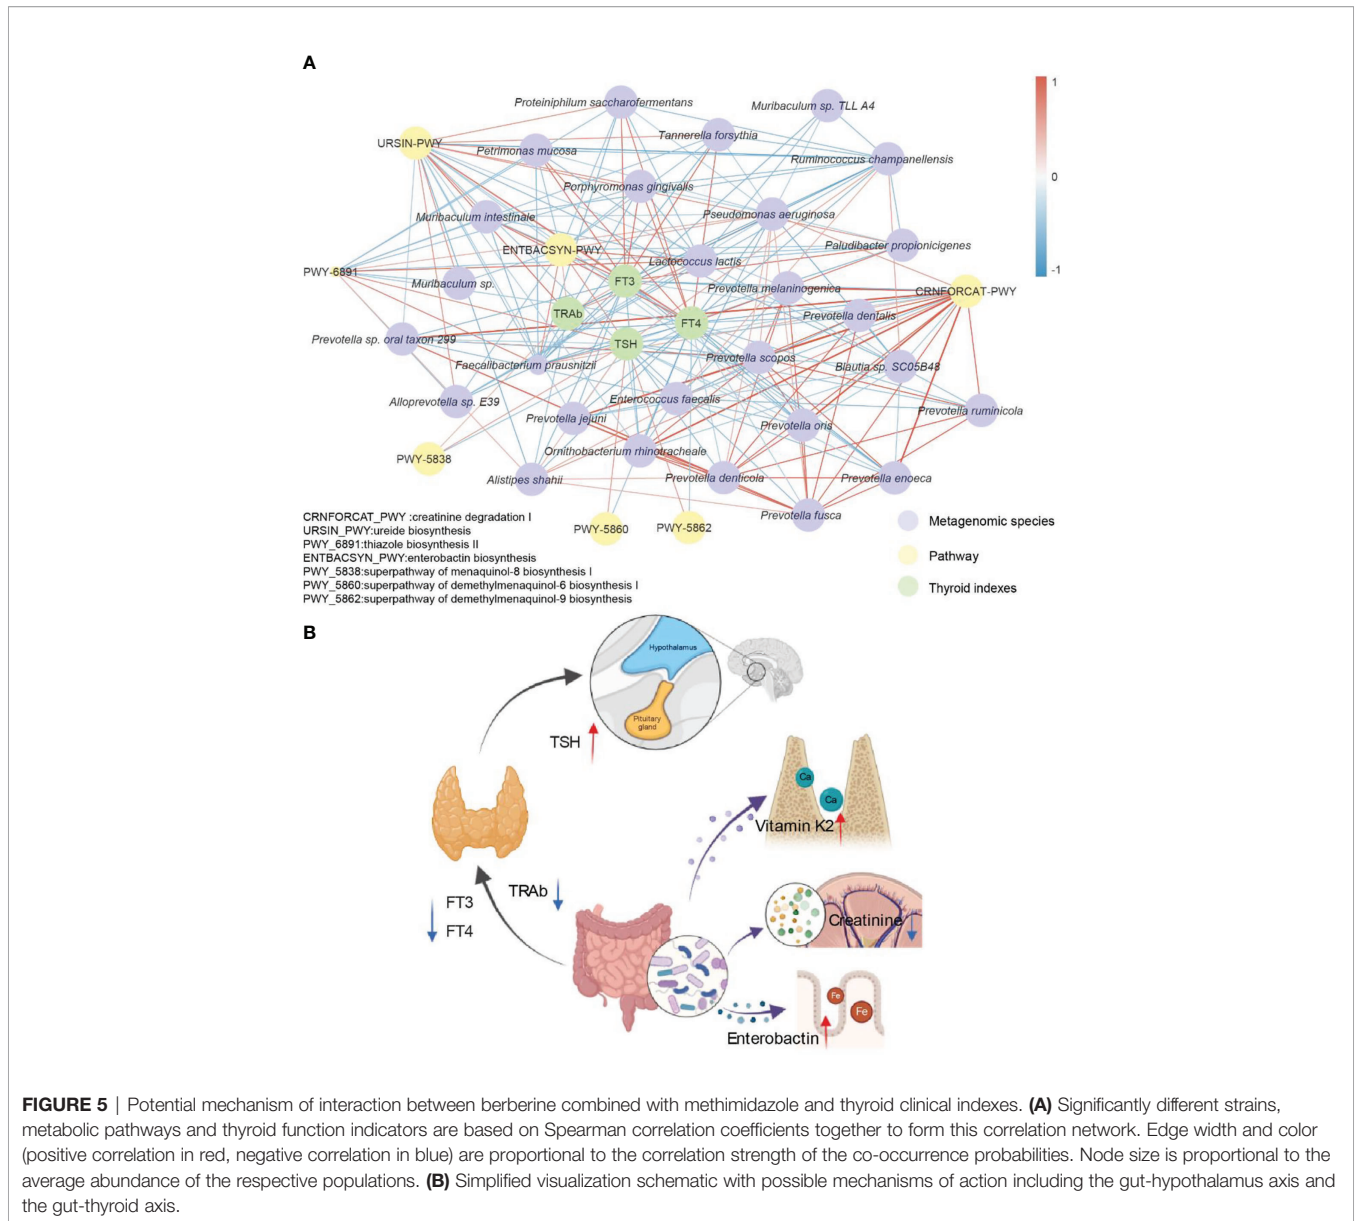 A
Proteiniphilum saccharofermentans
Muribaculum sp. TLL A4
1
URSIN-PWY
Tannerella forsythia
Petrimonas mucosa
Ruminococcus champanellensis
0
Porphyromonas gingivalis
Muribaculum intestinale
Pseudomonas aeruginosa
ENTBACSYN-PWY
Paludibacter propionicigenes
Lactococcus lactis
PWY-6891
-1
Muribaculum sp.
FT3
Prevotella melaninogenica
CRNFORCAT-PWY
TRAb
FT4
Prevotella dentalis
Prevotella sp. oral taxon 299
TSH
Prevotella scopos
Faecalibacterium prausnitzii
Blautia sp. SC05B48
Alloprevotella sp. E39
Enterococcus faecalis
Prevotella jejuni
Prevotella ruminicola
Prevotella oris
PWY-5838
Ornithobacterium rhinotracheale
Alistipes shahii
Prevotella denticola
Prevotella enoeca
Prevotella fusca
PWY-5860
PWY-5862
CRNFORCAT_PWY :creatinine degradation I
URSIN_PWY:ureide biosynthesis
PWY_6891:thiazole biosynthesis II
ENTBACSYN_PWY:enterobactin biosynthesis
PWY_5838:superpathway of menaquinol-8 biosynthesis I
PWY_5860:superpathway of demethylmenaquinol-6 biosynthesis I
PWY_5862:superpathway of demethylmenaquinol-9 biosynthesis
Metagenomic species
Pathway
Thyroid indexes
B
Hypothalamus
Pituitary
gland
TSH
Ca
Ca
Vitamin K2
TRAb
FT3
FT4
Creatinine
Fe
Fe
Enterobactin
FIGURE 5 | Potential mechanism of interaction between berberine combined with methimidazole and thyroid clinical indexes. (A) Significantly different strains,
metabolic pathways and thyroid function indicators are based on Spearman correlation coefficients together to form this correlation network. Edge width and color
(positive correlation in red, negative correlation in blue) are proportional to the correlation strength of the co-occurrence probabilities. Node size is proportional to the
average abundance of the respective populations. (B) Simplified visualization schematic with possible mechanisms of action including the gut-hypothalamus axis and
the gut-thyroid axis.